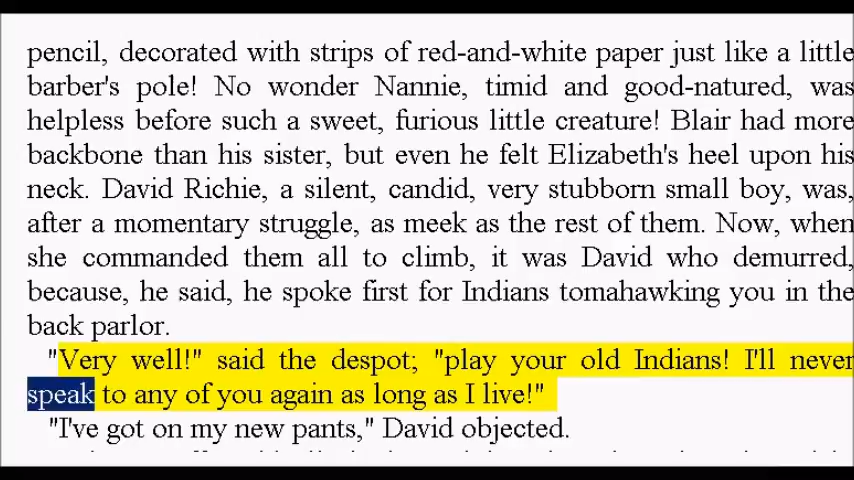 pencil, decorated with strips of red-and-white paper just like a little
barber's pole! No wonder Nannie, timid and good-natured, was
helpless before such a sweet, furious little creature! Blair had more
backbone than his sister, but even he felt Elizabeth's heel upon his
neck. David Richie, a silent, candid, very stubborn small boy, was,
after a momentary struggle, as meek as the rest of them. Now, when
she commanded them all to climb, it was David who demurred,
because, he said, he spoke first for Indians tomahawking you in the
back parlor.
"Very well!" said the despot; "play your old Indians! I'll never
speak to any of you again as long as I live!"
"I've got on my new pants," David objected.